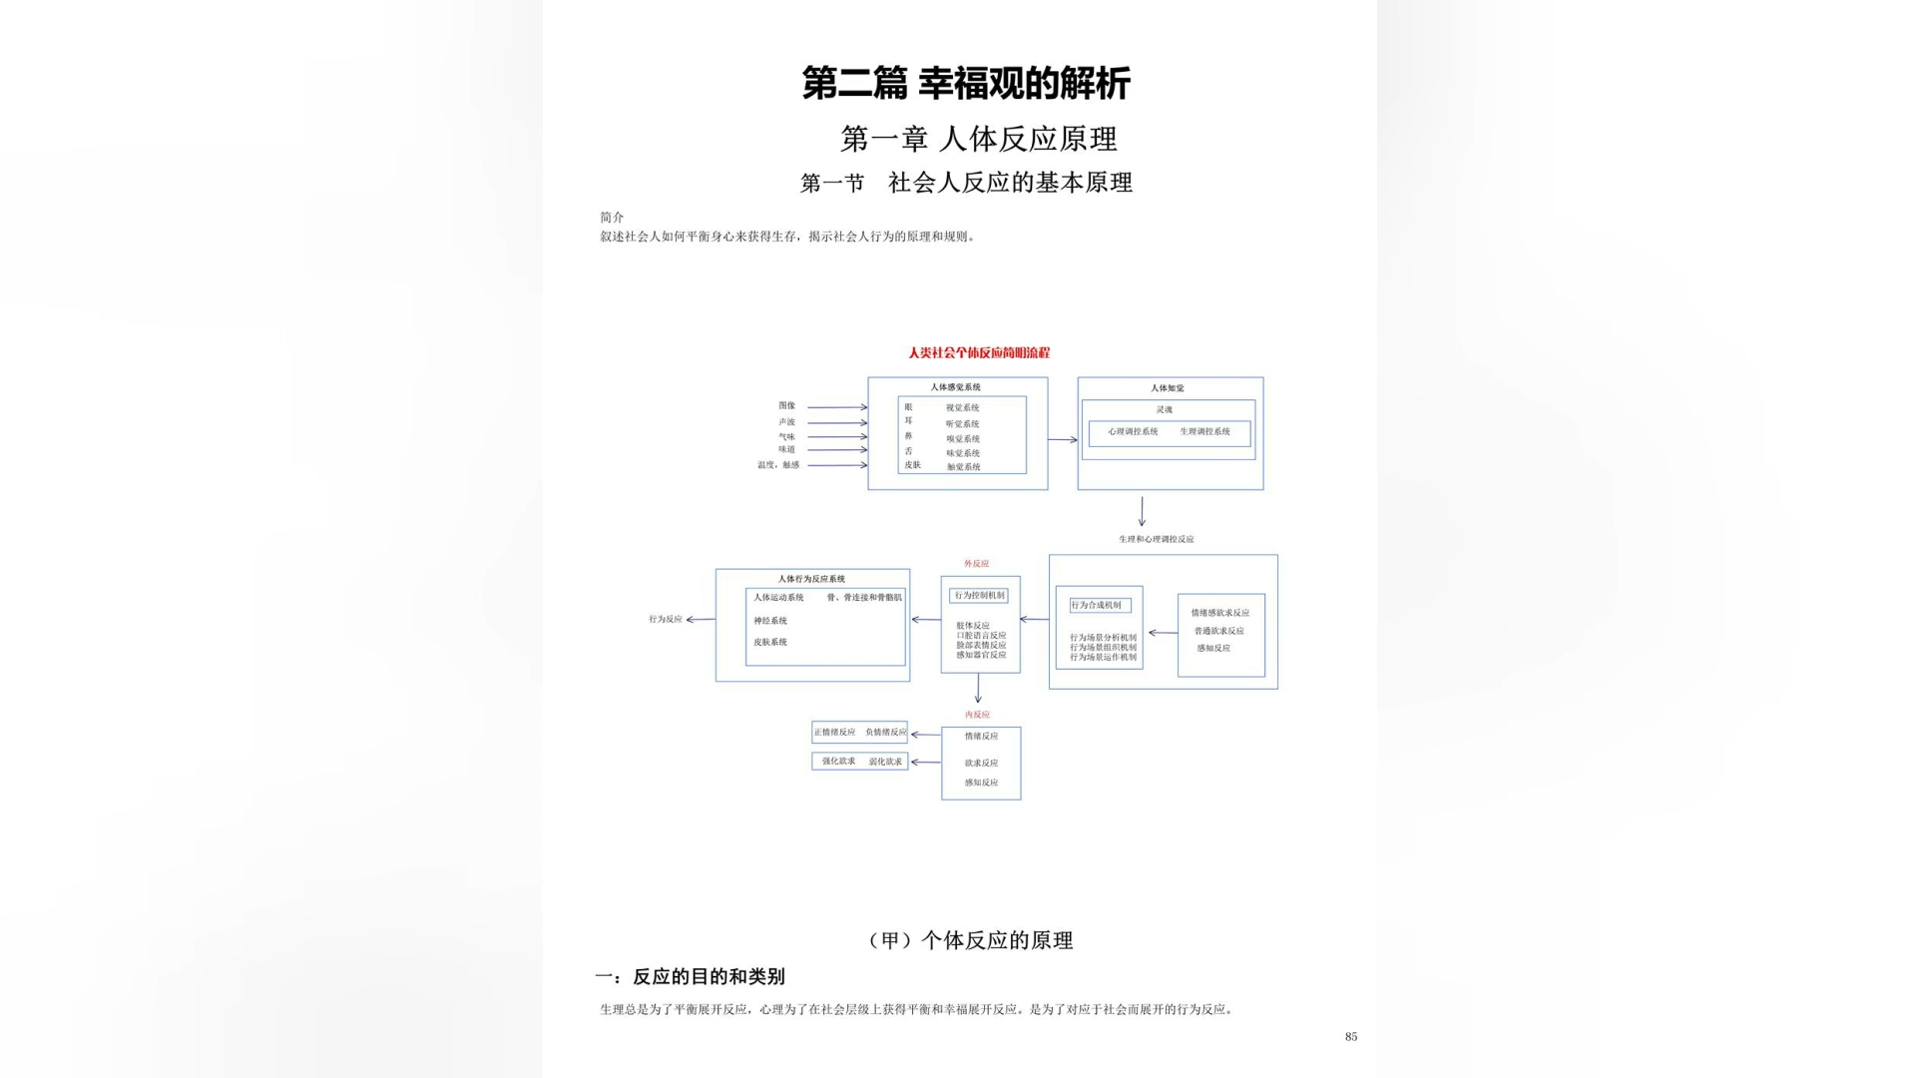 第二篇 幸福观的解析
第一章 人体反应原理
第一节 社会人反应的基本原理
简介
叙述社会人如何平衡身心来获得生存，揭示社会人行为的原理和规则。
人类社会个体反应简明流程
图像
声波
气味
味道
温度，触感
人体感觉系统
眼 视觉系统
耳 听觉系统
鼻 嗅觉系统
舌 味觉系统
皮肤 触觉系统
人体知觉
灵魂
心理调控系统 生理调控系统
生理和心理调控反应
情绪感欲求反应
普通欲求反应
感知反应
行为合成机制
行为场景分析机制
行为场景组织机制
行为场景运作机制
外反应
行为控制机制
肢体反应
口腔语言反应
脸部表情反应
感知器官反应
人体行为反应系统
人体运动系统 骨、骨连接和骨骼肌
神经系统
皮肤系统
行为反应
内反应
情绪反应
欲求反应
感知反应
正情绪反应 负情绪反应
强化欲求 弱化欲求
（甲）个体反应的原理
一：反应的目的和类别
生理总是为了平衡展开反应，心理为了在社会层级上获得平衡和幸福展开反应。是为了对应于社会而展开的行为反应。
85